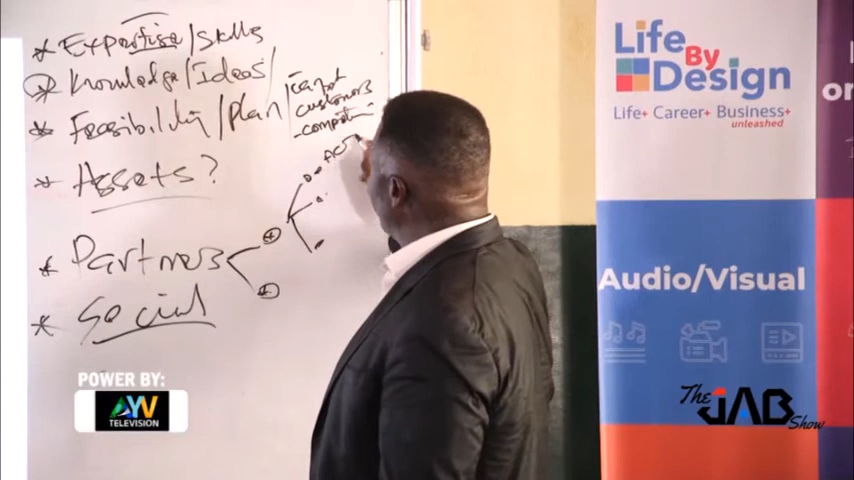 * Expertise/skills
* Knowledge/Ideas/
* Feasibility/Plan/
target
customers
* Assets?
* Partners
* Social
Life
By
Design
Life+ Career+ Business+
unleashed
Audio/Visual
POWER BY:
AYV
TELEVISION
The
JAB
Show